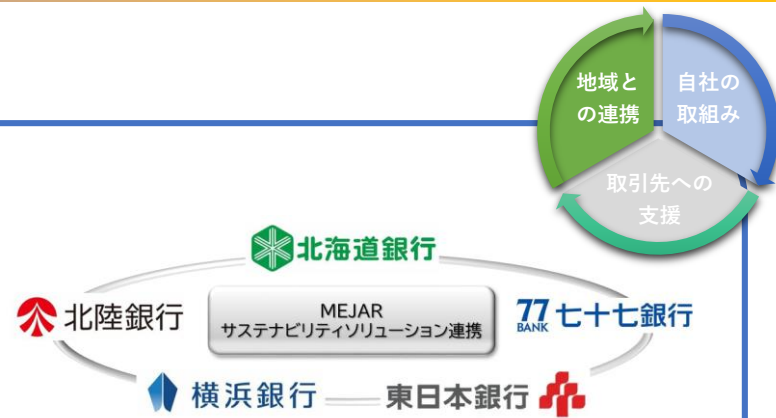 地域と
の連携
自社の
取組み
取引先への
支援
北海道銀行
北陸銀行
MEJAR
サステナビリティソリューション連携
77
BANK
七十七銀行
横浜銀行
東日本銀行